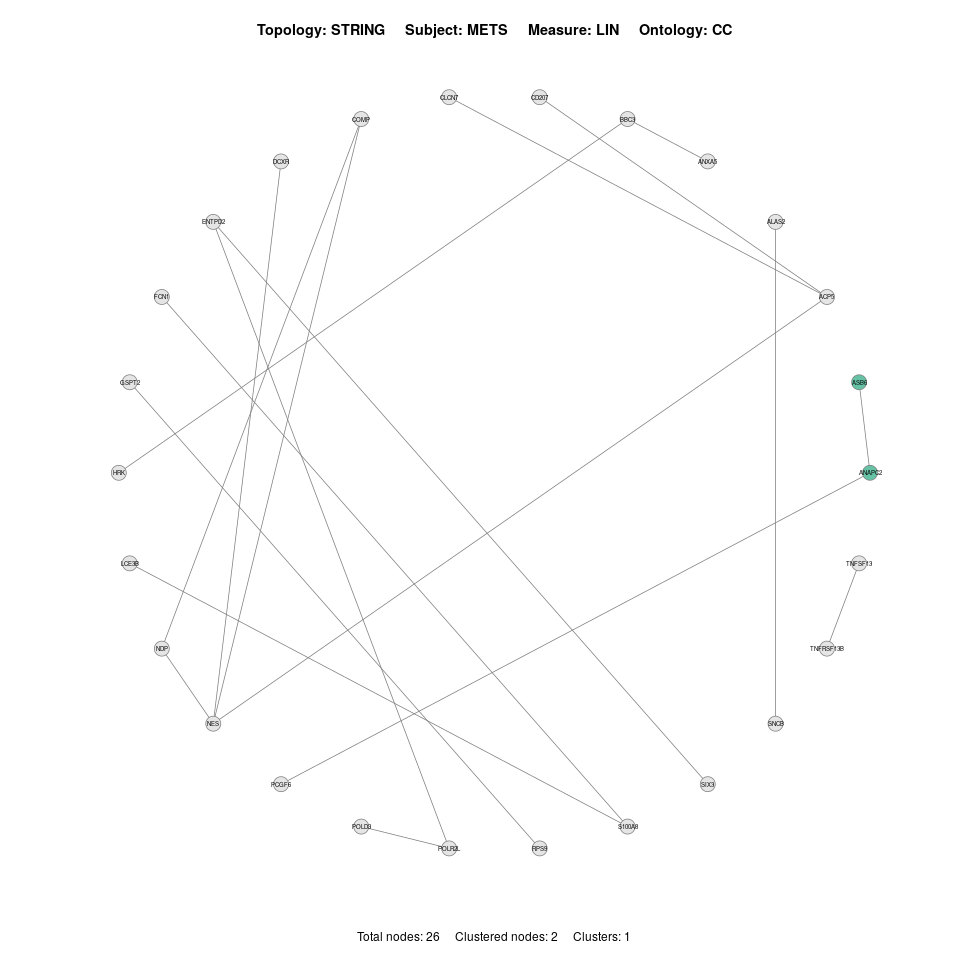 Topology: STRING Subject: METS Measure: LIN Ontology: CC
CLCN7
CD207
COMP
BBC3
DCXR
ANXA5
ENTPD2
ALAS2
FCN1
ACP5
GSPT2
ASB6
HRK
ANAPC2
LCE3B
TNFSF13
NDP
TNFRSF13B
NES
SNCB
PCGF6
SIX3
POLD3
S100A8
POLR2L
RPS9
Total nodes: 26 Clustered nodes: 2 Clusters: 1